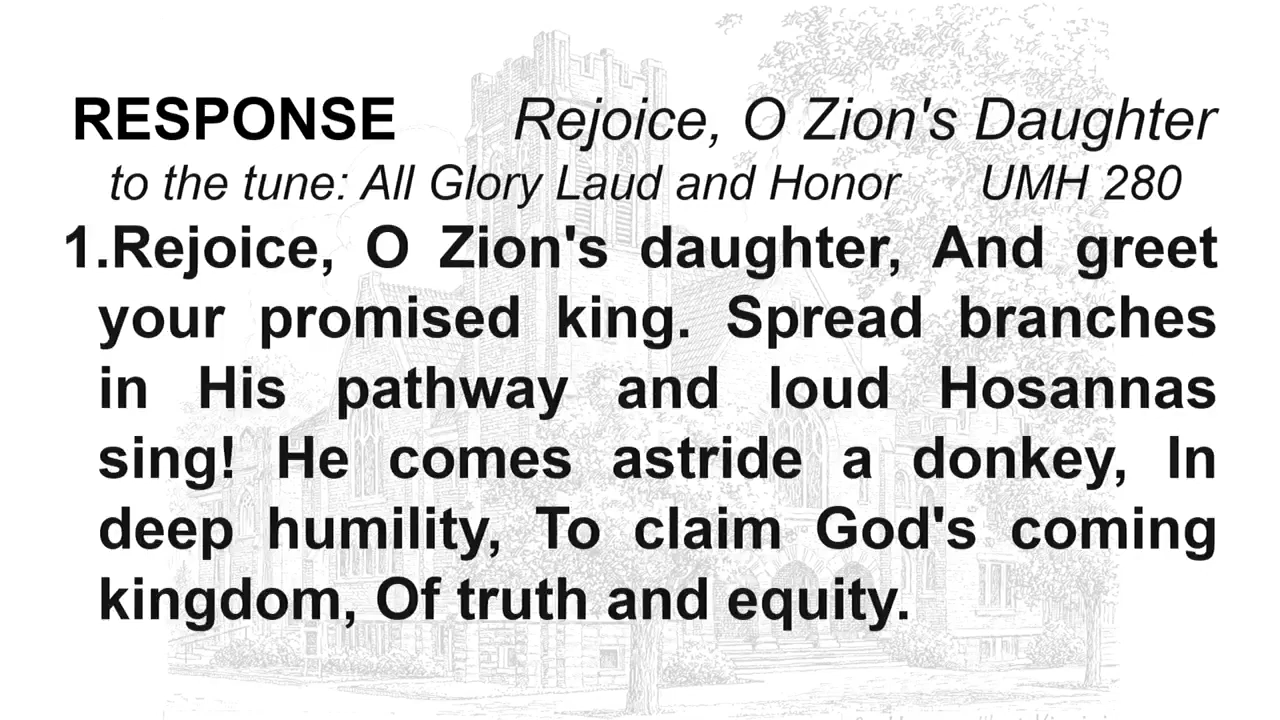 RESPONSE Rejoice, O Zion's Daughter
to the tune: All Glory Laud and Honor UMH 280
1.Rejoice, O Zion's daughter, And greet
your promised king. Spread branches
in His pathway and loud Hosannas
sing! He comes astride a donkey, In
deep humility, To claim God's coming
kingdom, Of truth and equity.